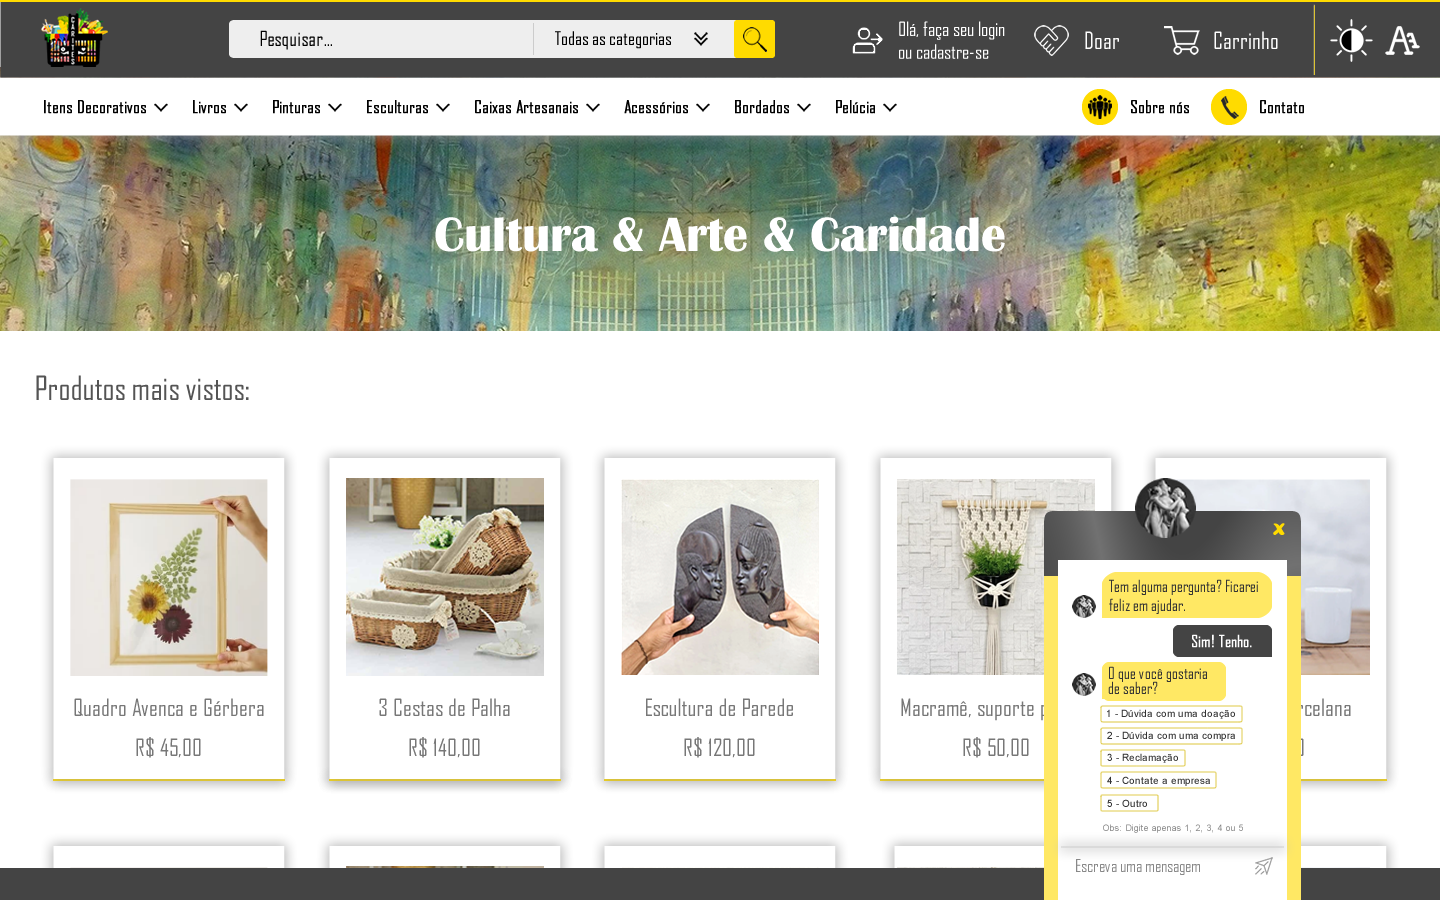 CARITAS
Pesquisar...
Todas as categorias
Olá, faça seu login
ou cadastre-se
Doar
Carrinho
Itens Decorativos
Livros
Pinturas
Esculturas
Caixas Artesanais
Acessórios
Bordados
Pelúcia
Sobre nós
Contato
Cultura & Arte & Caridade
Produtos mais vistos:
Quadro Avenca e Gérbera
R$ 45,00
3 Cestas de Palha
R$ 140,00
Escultura de Parede
R$ 120,00
Macramê, suporte
R$ 50,00
rcelana
X
Tem alguma pergunta? Ficarei
feliz em ajudar.
Sim! Tenho.
O que você gostaria
de saber?
1 - Dúvida com uma doação
2 - Dúvida com uma compra
3 - Reclamação
4 - Contate a empresa
5 - Outro
Obs: Digite apenas 1, 2, 3, 4 ou 5
Escreva uma mensagem